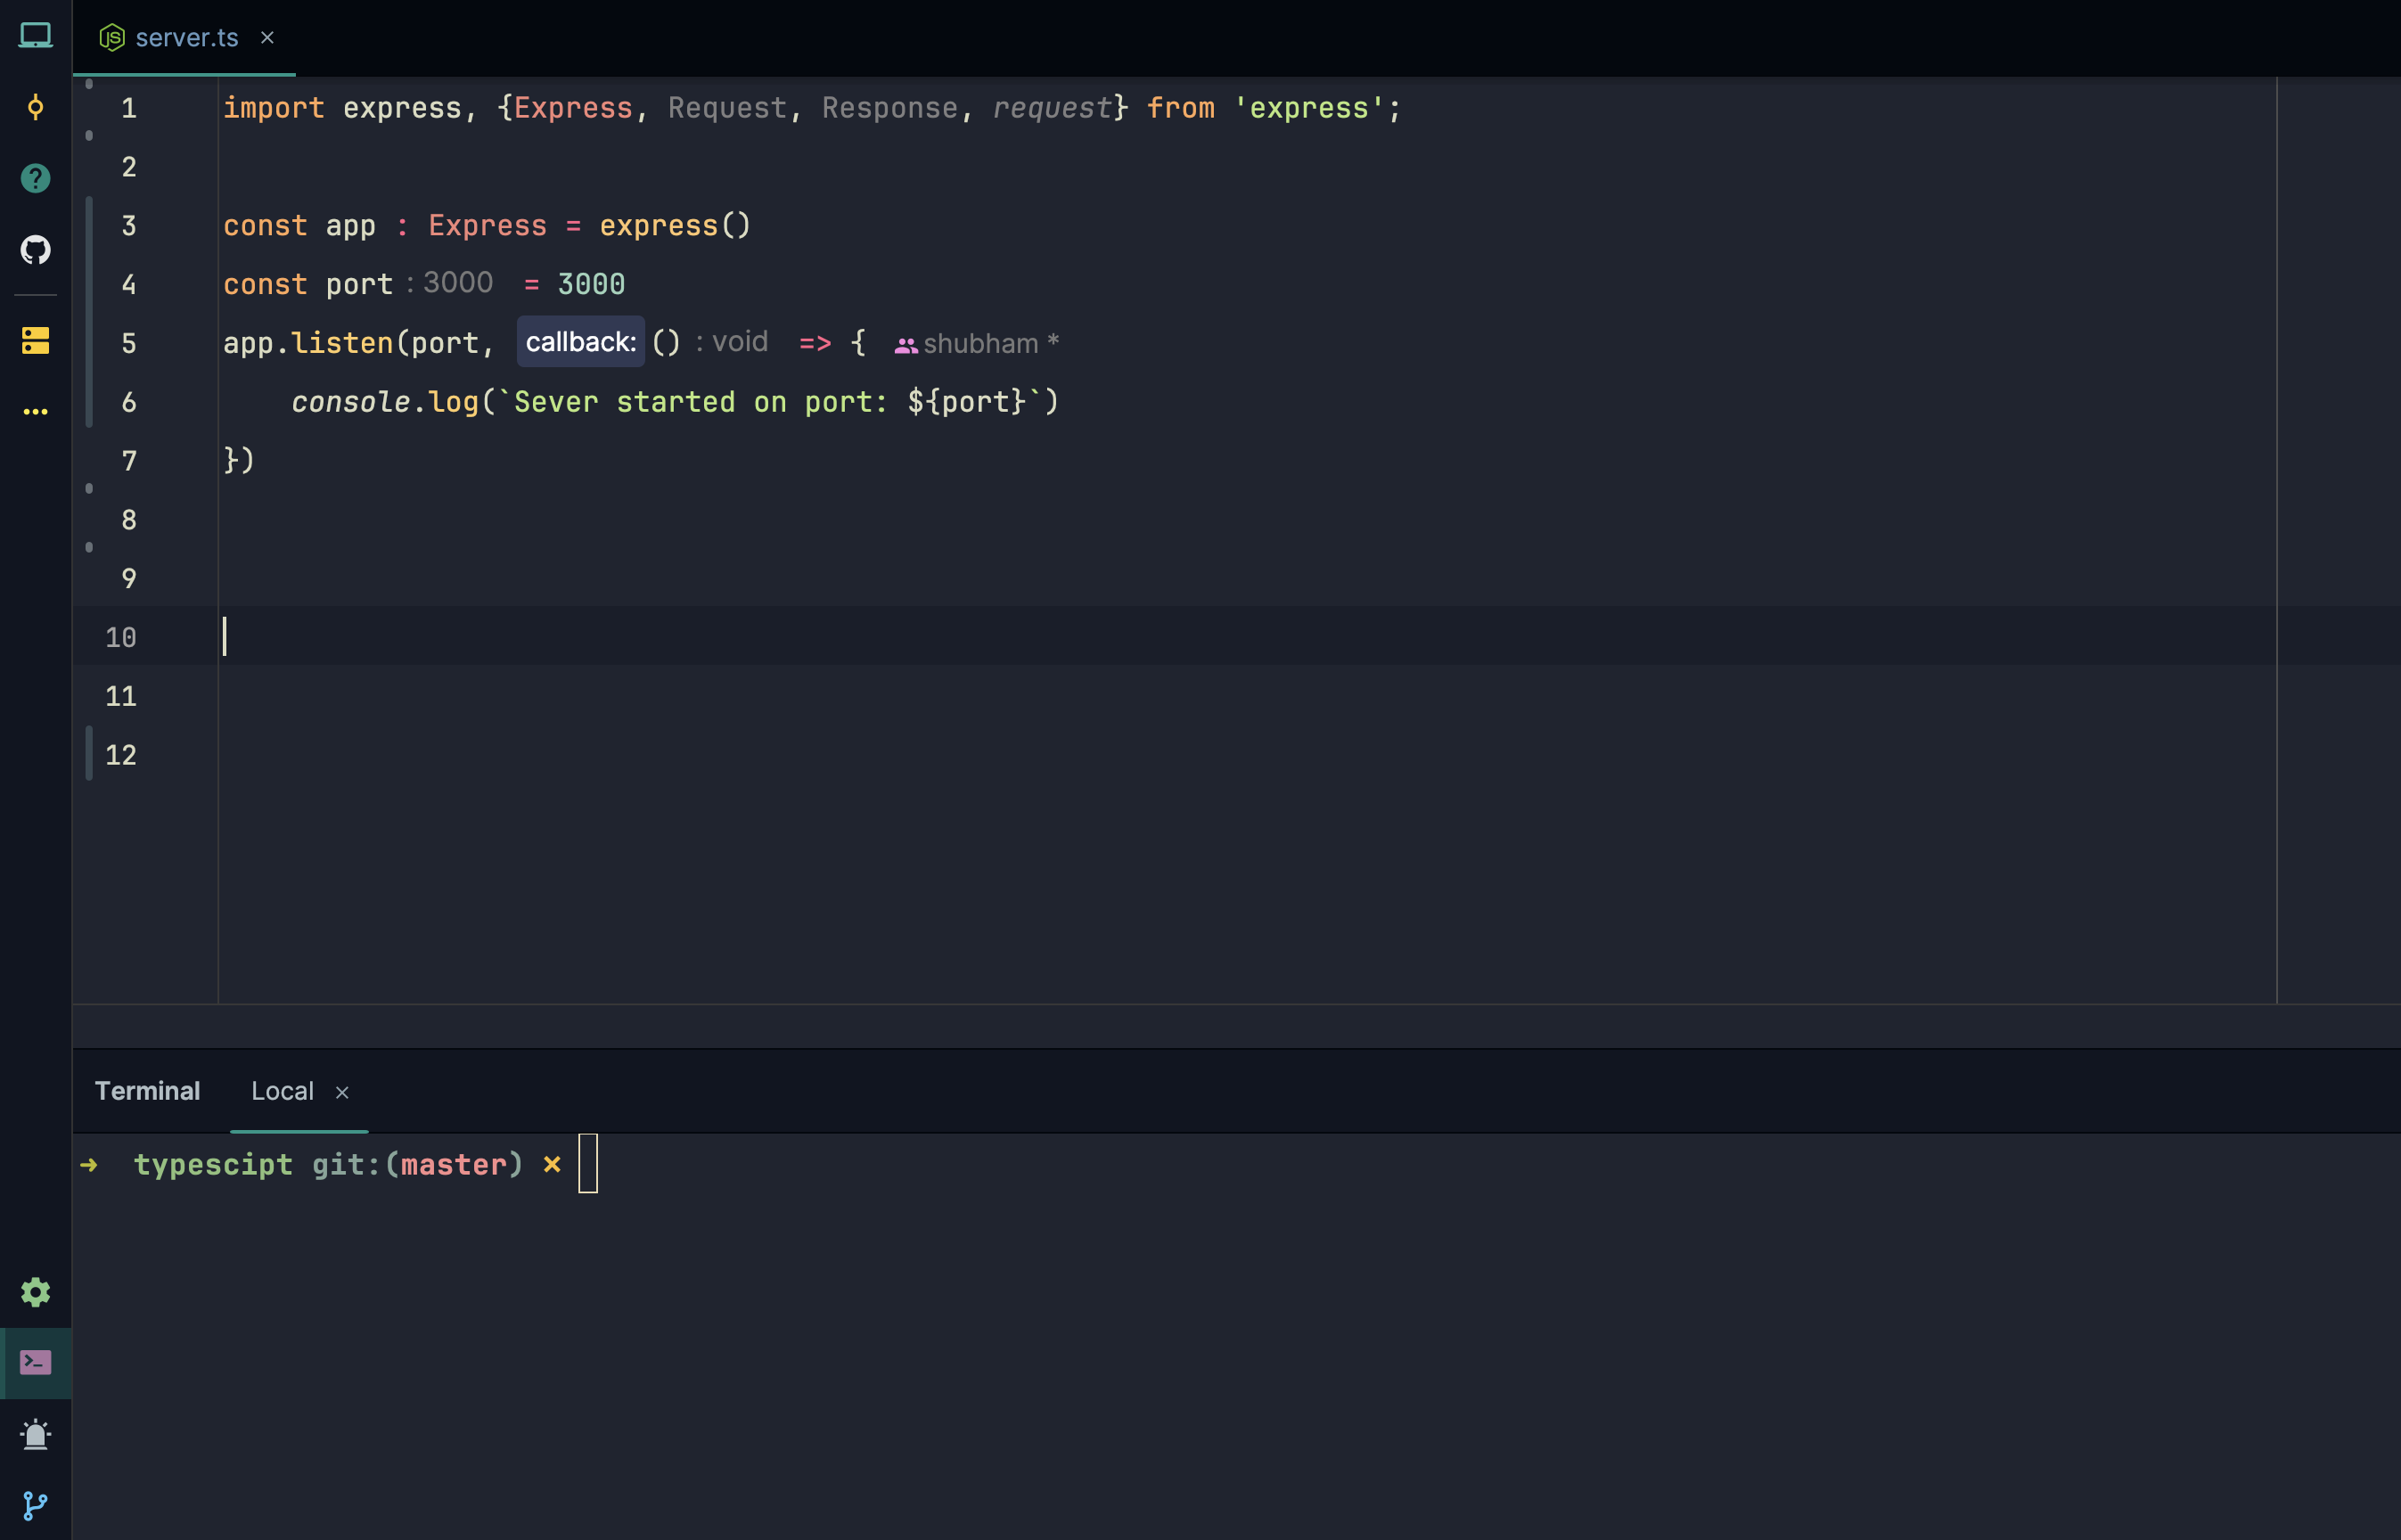 JS server.ts ×
1 import express, {Express, Request, Response, request} from 'express';
2
3 const app : Express = express()
4 const port : 3000 = 3000
5 app.listen(port, callback: () : void => { shubham *
6 console.log(`Sever started on port: ${port}`)
7 })
8
9
10
11
12
Terminal Local ×
➜ typescipt git:(master) ✗